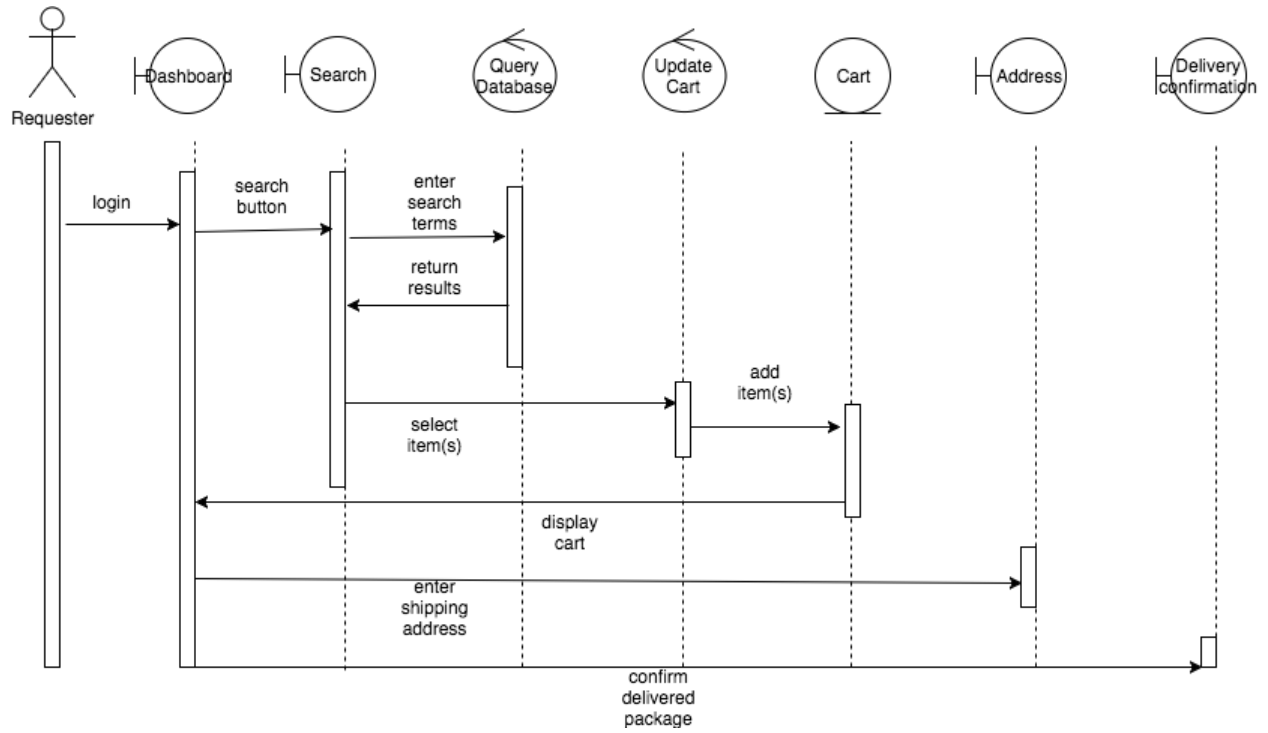 Requester
Dashboard
Search
Query
Database
Update
Cart
Cart
Address
Delivery
confirmation
login
search
button
enter
search
terms
return
results
select
item(s)
add
item(s)
display
cart
enter
shipping
address
confirm
delivered
package